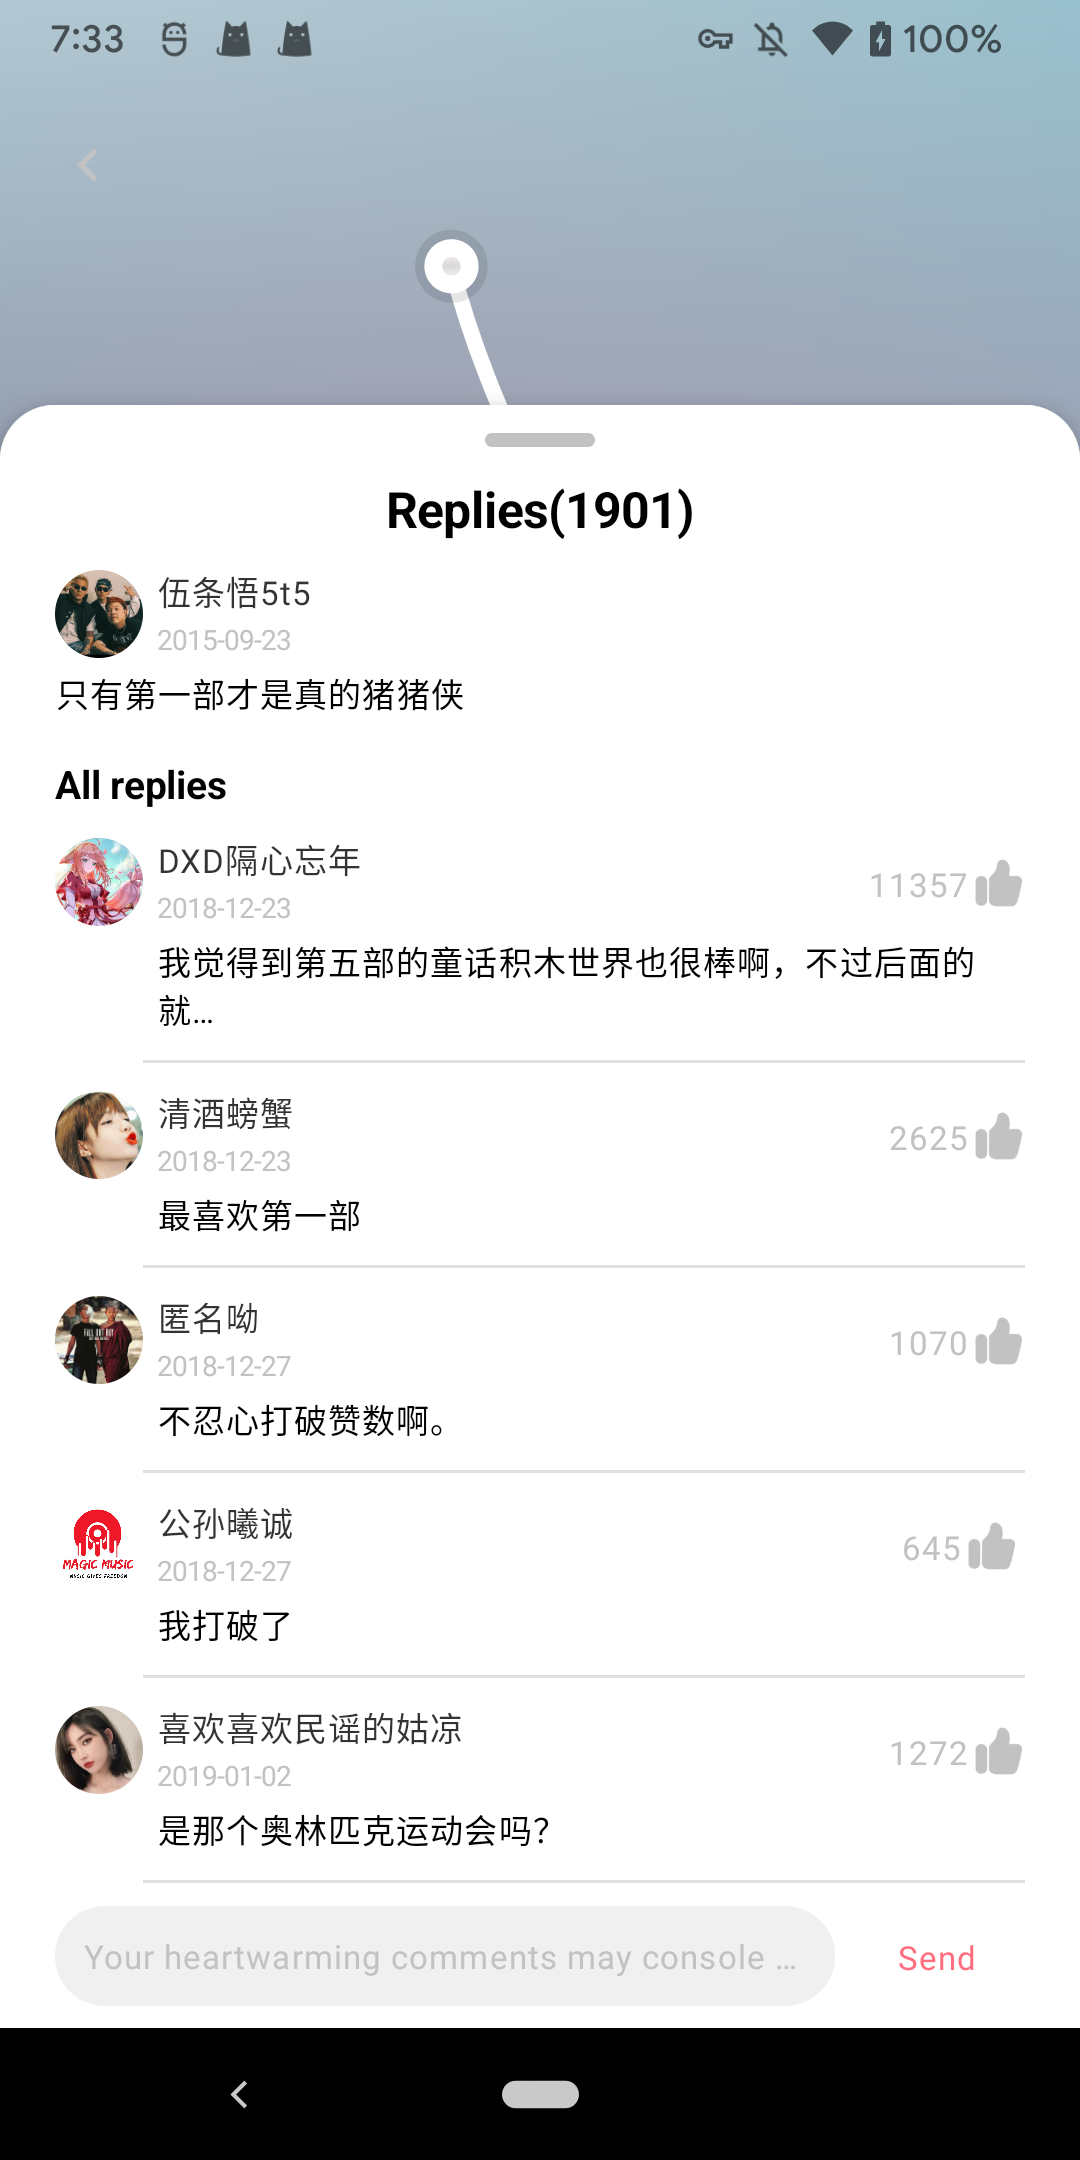 7:33
100%
Replies(1901)
伍条悟5t5
2015-09-23
只有第一部才是真的猪猪侠
All replies
DXD隔心忘年
2018-12-23
11357
我觉得到第五部的童话积木世界也很棒啊，不过后面的
就...
清酒螃蟹
2018-12-23
2625
最喜欢第一部
匿名呦
2018-12-27
1070
不忍心打破赞数啊。
MAGIC MUSIC
MUSIC GIVES FREEDOM
公孙曦诚
2018-12-27
645
我打破了
喜欢喜欢民谣的姑凉
2019-01-02
1272
是那个奥林匹克运动会吗？
Your heartwarming comments may console ...
Send